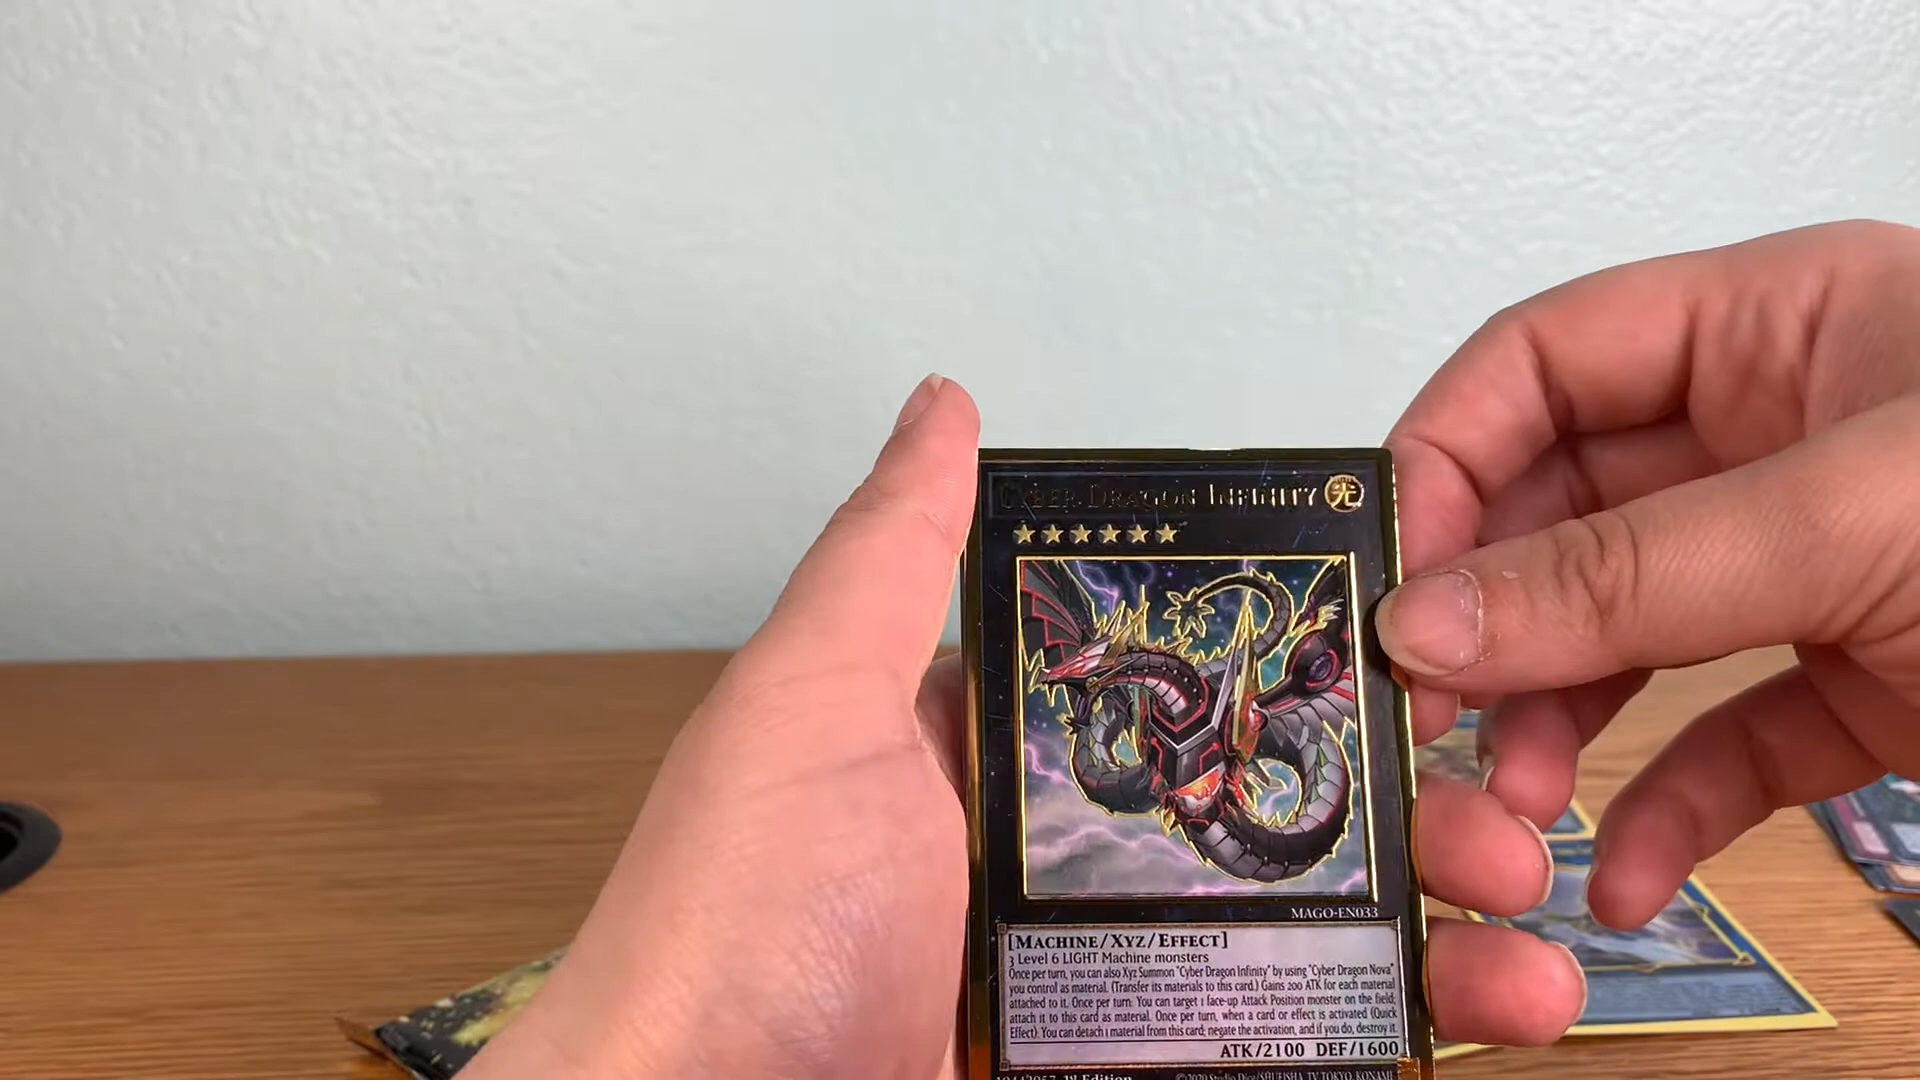 CYBER DRAGON INFINITY 光
MAGO-EN033
[MACHINE/XYZ/EFFECT]
3 Level 6 LIGHT Machine monsters
Once per turn, you can also Xyz Summon "Cyber Dragon Infinity" by using "Cyber Dragon Nova"
you control as material. (Transfer its materials to this card.) Gains 200 ATK for each material
attached to it. Once per turn: You can target 1 face-up Attack Position monster on the field;
attach it to this card as material. Once per turn, when a card or effect is activated (Quick
Effect): You can detach 1 material from this card; negate the activation, and if you do, destroy it.
ATK/2100 DEF/1600
1st Edition ©2020 Studio Dice/SHUEISHA, TV TOKYO, KONAMI